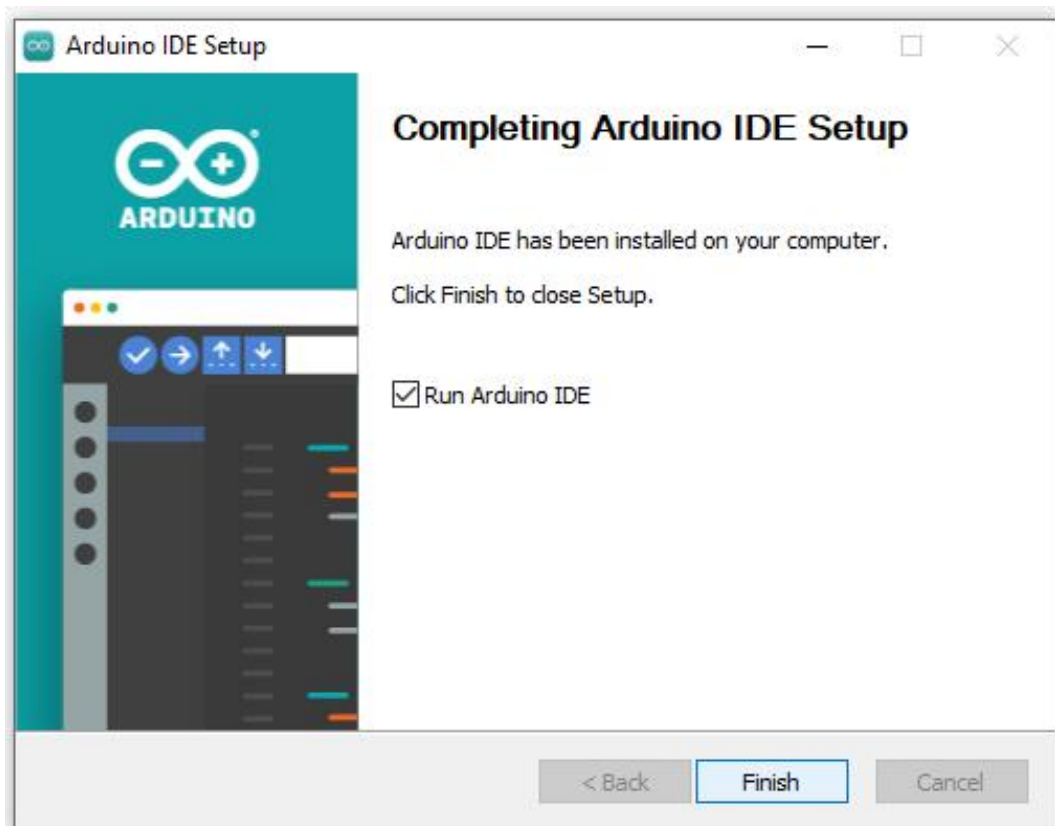 Arduino IDE Setup
ARDUINO
Completing Arduino IDE Setup
Arduino IDE has been installed on your computer.
Click Finish to close Setup.
Run Arduino IDE
< Back
Finish
Cancel